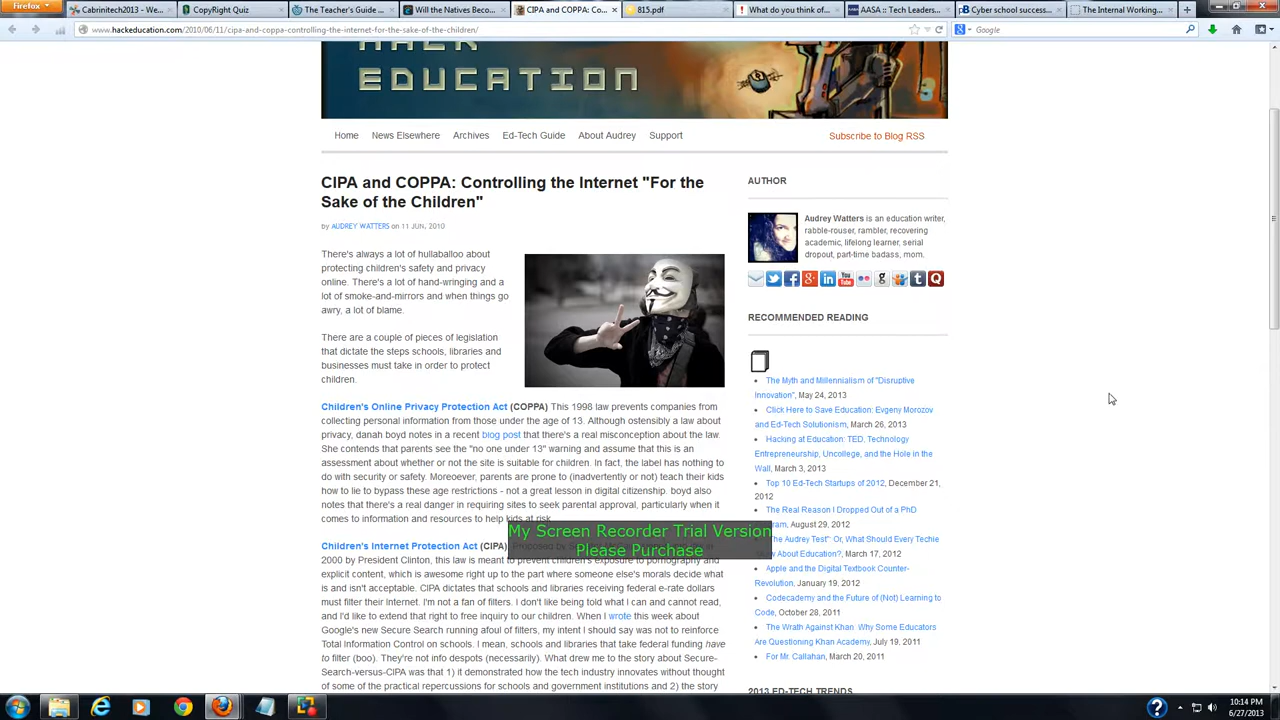 Firefox
Cabrinitech2013 - We...
CopyRight Quiz
The Teacher's Guide ...
Will the Natives Beco...
CIPA and COPPA: Co...
815.pdf
What do you think of...
AASA :: Tech Leaders...
Cyber school success...
The Internal Working...
www.hackeducation.com/2010/06/11/cipa-and-coppa-controlling-the-internet-for-the-sake-of-the-children/
Google
HACK
EDUCATION
Home
News Elsewhere
Archives
Ed-Tech Guide
About Audrey
Support
Subscribe to Blog RSS
CIPA and COPPA: Controlling the Internet "For the
Sake of the Children"
by AUDREY WATTERS on 11 JUN, 2010
There's always a lot of hullaballoo about
protecting children's safety and privacy
online. There's a lot of hand-wringing and a
lot of smoke-and-mirrors and when things go
awry, a lot of blame.
There are a couple of pieces of legislation
that dictate the steps schools, libraries and
businesses must take in order to protect
children.
Children's Online Privacy Protection Act (COPPA) This 1998 law prevents companies from
collecting personal information from those under the age of 13. Although ostensibly a law about
privacy, danah boyd notes in a recent blog post that there's a real misconception about the law.
She contends that parents see the "no one under 13" warning and assume that this is an
assessment about whether or not the site is suitable for children. In fact, the label has nothing to
do with security or safety. Moreoever, parents are prone to (inadvertently or not) teach their kids
how to lie to bypass these age restrictions - not a great lesson in digital citizenship. boyd also
notes that there's a real danger in requiring sites to seek parental approval, particularly when it
comes to information and resources to help kids at risk.
Children's Internet Protection Act (CIPA)
2000 by President Clinton, this law is meant to prevent children's exposure to pornography and
explicit content, which is awesome right up to the part where someone else's morals decide what
is and isn't acceptable. CIPA dictates that schools and libraries receiving federal e-rate dollars
must filter their Internet. I'm not a fan of filters. I don't like being told what I can and cannot read,
and I'd like to extend that right to free inquiry to our children. When I wrote this week about
Google's new Secure Search running afoul of filters, my intent I should say was not to reinforce
Total Information Control on schools. I mean, schools and libraries that take federal funding have
to filter (boo). They're not info despots (necessarily). What drew me to the story about Secure-
Search-versus-CIPA was that 1) it demonstrated how the tech industry innovates without thought
of some of the practical repercussions for schools and government institutions and 2) the story
My Screen Recorder Trial Version
Please Purchase
AUTHOR
Audrey Watters is an education writer,
rabble-rouser, rambler, recovering
academic, lifelong learner, serial
dropout, part-time badass, mom.
RECOMMENDED READING
The Myth and Millennialism of "Disruptive
Innovation", May 24, 2013
Click Here to Save Education: Evgeny Morozov
and Ed-Tech Solutionism, March 26, 2013
Hacking at Education: TED, Technology
Entrepreneurship, Uncollege, and the Hole in the
Wall, March 3, 2013
Top 10 Ed-Tech Startups of 2012, December 21,
2012
The Real Reason I Dropped Out of a PhD
ram, August 29, 2012
The Audrey Test": Or, What Should Every Techie
About Education?, March 17, 2012
Apple and the Digital Textbook Counter-
Revolution, January 19, 2012
Codecademy and the Future of (Not) Learning to
Code, October 28, 2011
The Wrath Against Khan: Why Some Educators
Are Questioning Khan Academy, July 19, 2011
For Mr. Callahan, March 20, 2011
2013 ED-TECH TRENDS
10:14 PM
6/27/2013